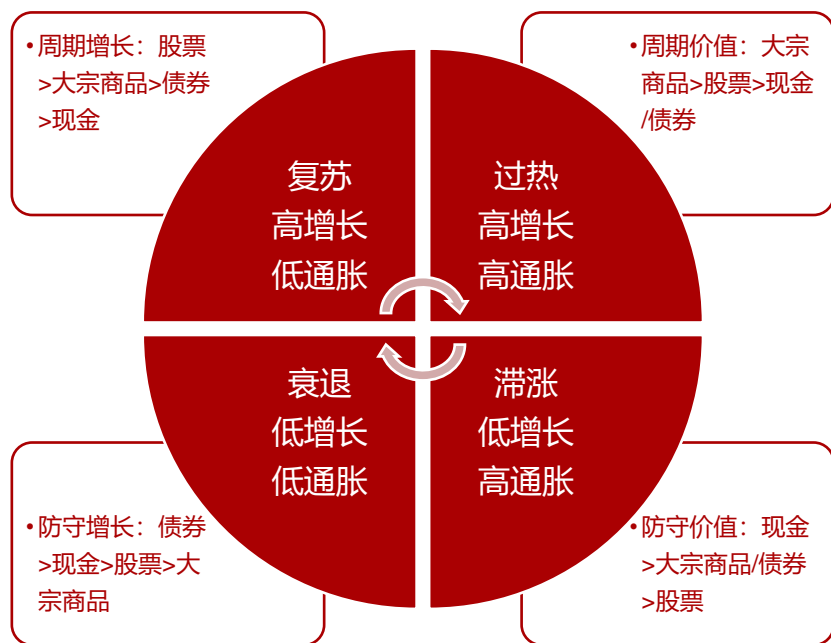 •周期增长：股票
>大宗商品>债券
>现金
•周期价值：大宗
商品>股票>现金
/债券
复苏
高增长
低通胀
过热
高增长
高通胀
衰退
低增长
低通胀
滞涨
低增长
高通胀
•防守增长：债券
>现金>股票>大
宗商品
•防守价值：现金
>大宗商品/债券
>股票